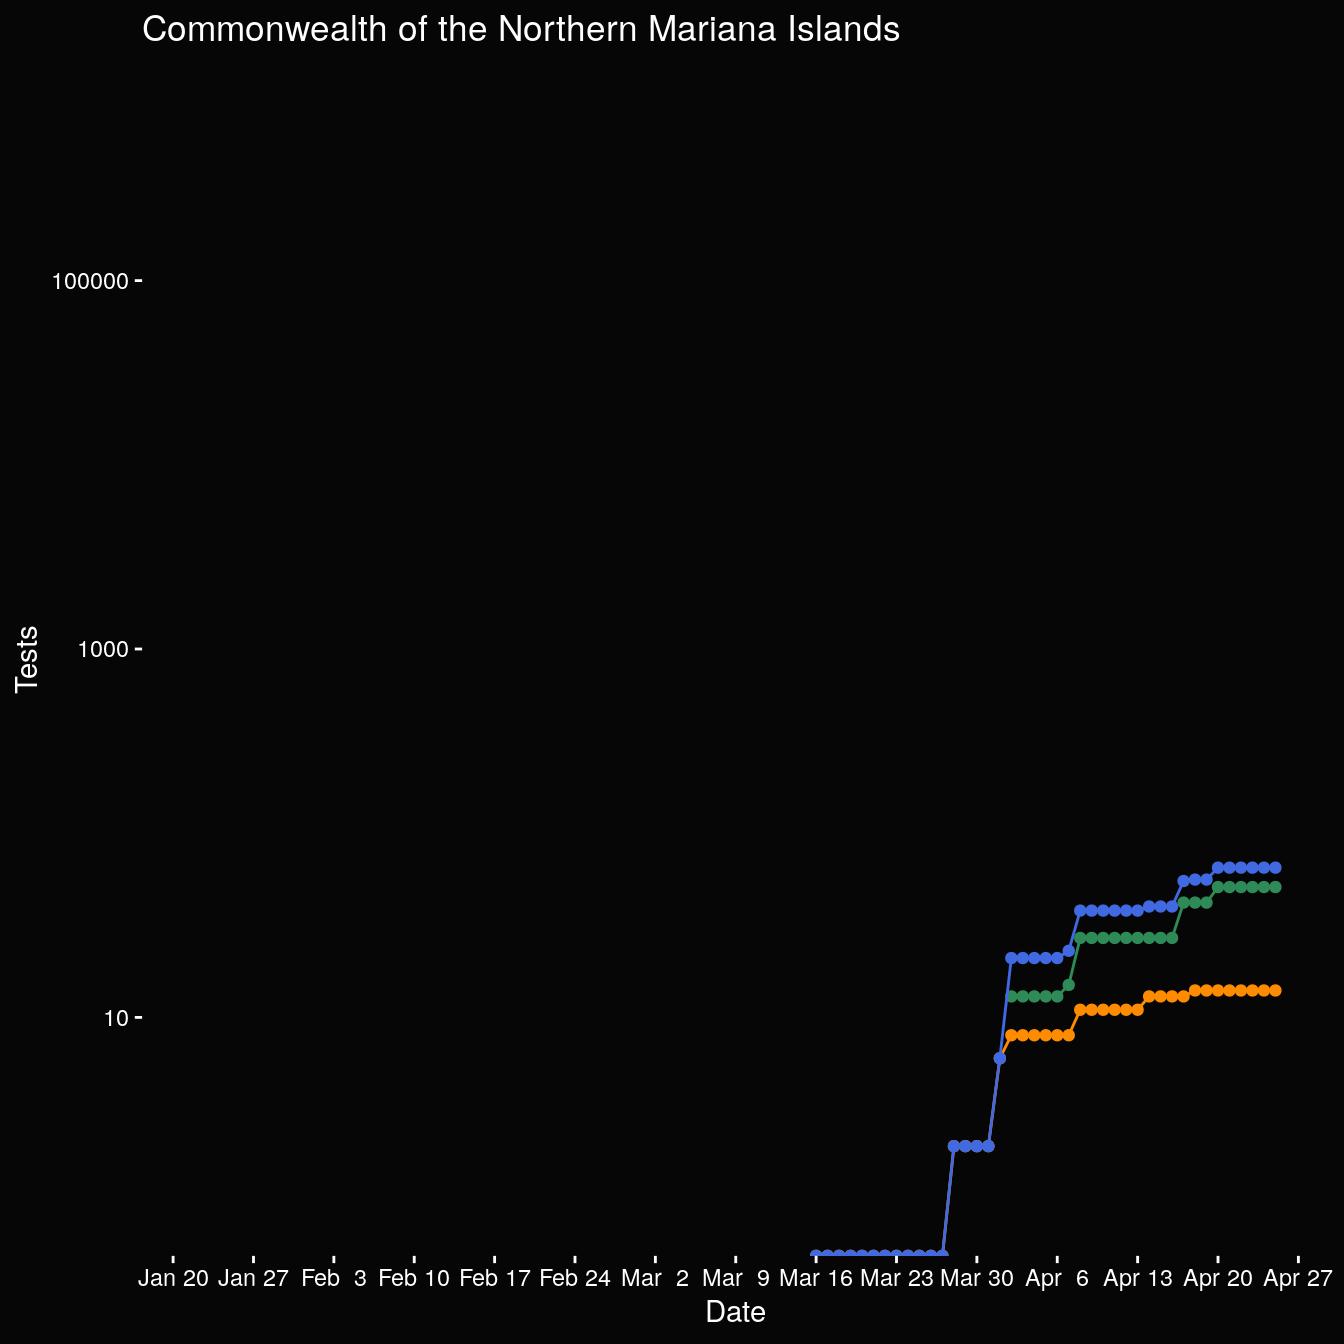 Commonwealth of the Northern Mariana Islands
100000
1000
10
Tests
Jan 20 Jan 27 Feb 3 Feb 10 Feb 17 Feb 24 Mar 2 Mar 9 Mar 16 Mar 23 Mar 30 Apr 6 Apr 13 Apr 20 Apr 27
Date